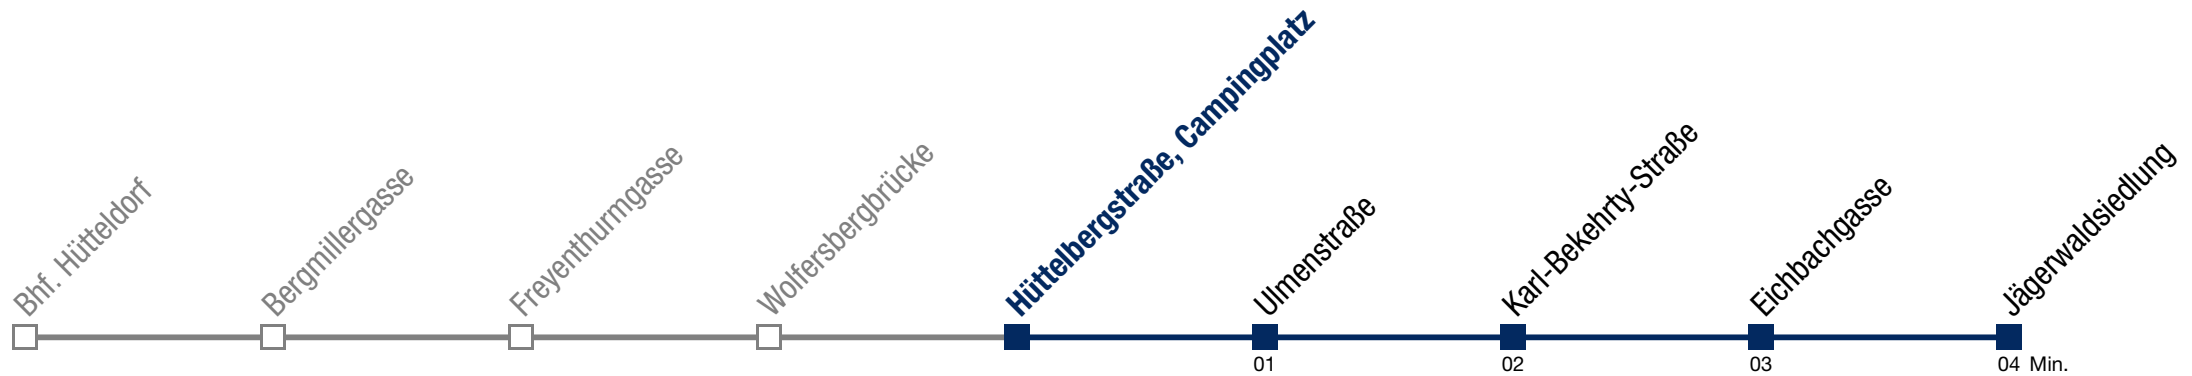 Bhf. Hütteldorf
Bergmillergasse
Freyenthurmgasse
Wolfersbergbrücke
Hüttelbergstraße, Campingplatz
Ulmenstraße
Karl-Bekehrty-Straße
Eichbachgasse
Jägerwaldsiedlung
01
02
03
04 Min.